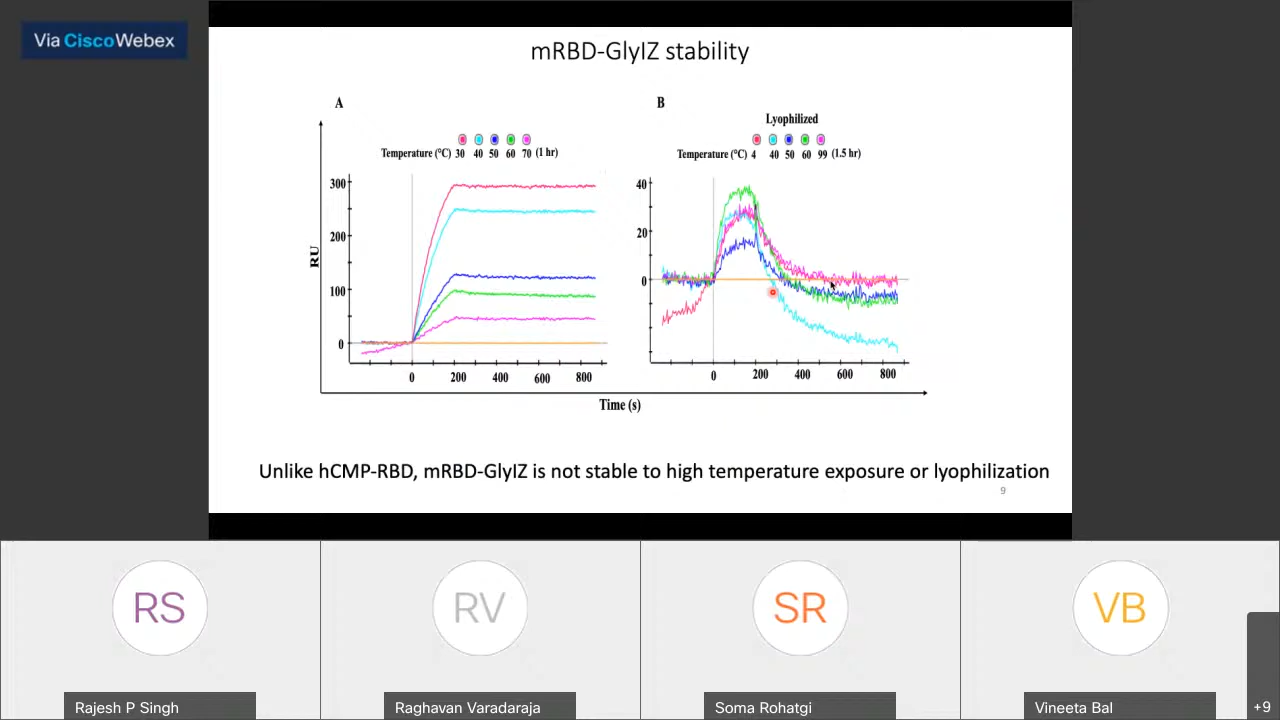 Via Cisco Webex
mRBD-GlyIZ stability
A
B
Lyophilized
Temperature (°C) 30 40 50 60 70 (1 hr)
Temperature (°C) 4 40 50 60 99 (1.5 hr)
300
200
100
0
RU
40
20
0
0 200 400 600 800
0 200 400 600 800
Time (s)
Unlike hCMP-RBD, mRBD-GlyIZ is not stable to high temperature exposure or lyophilization
9
RS
RV
SR
VB
Rajesh P Singh
Raghavan Varadaraja
Soma Rohatgi
Vineeta Bal
+9